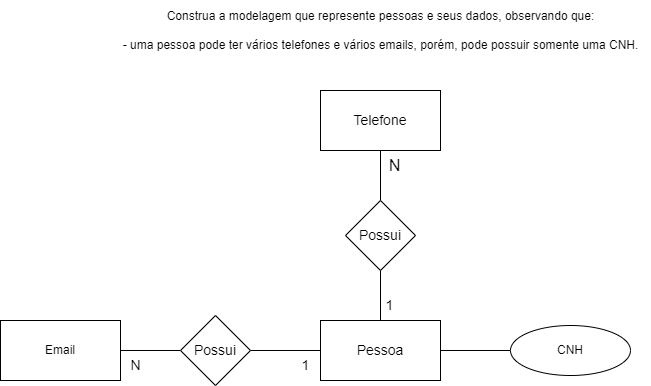 Construa a modelagem que represente pessoas e seus dados, observando que:
- uma pessoa pode ter vários telefones e vários emails, porém, pode possuir somente uma CNH.
Telefone
N
Possui
1
Email
N
Possui
1
Pessoa
CNH